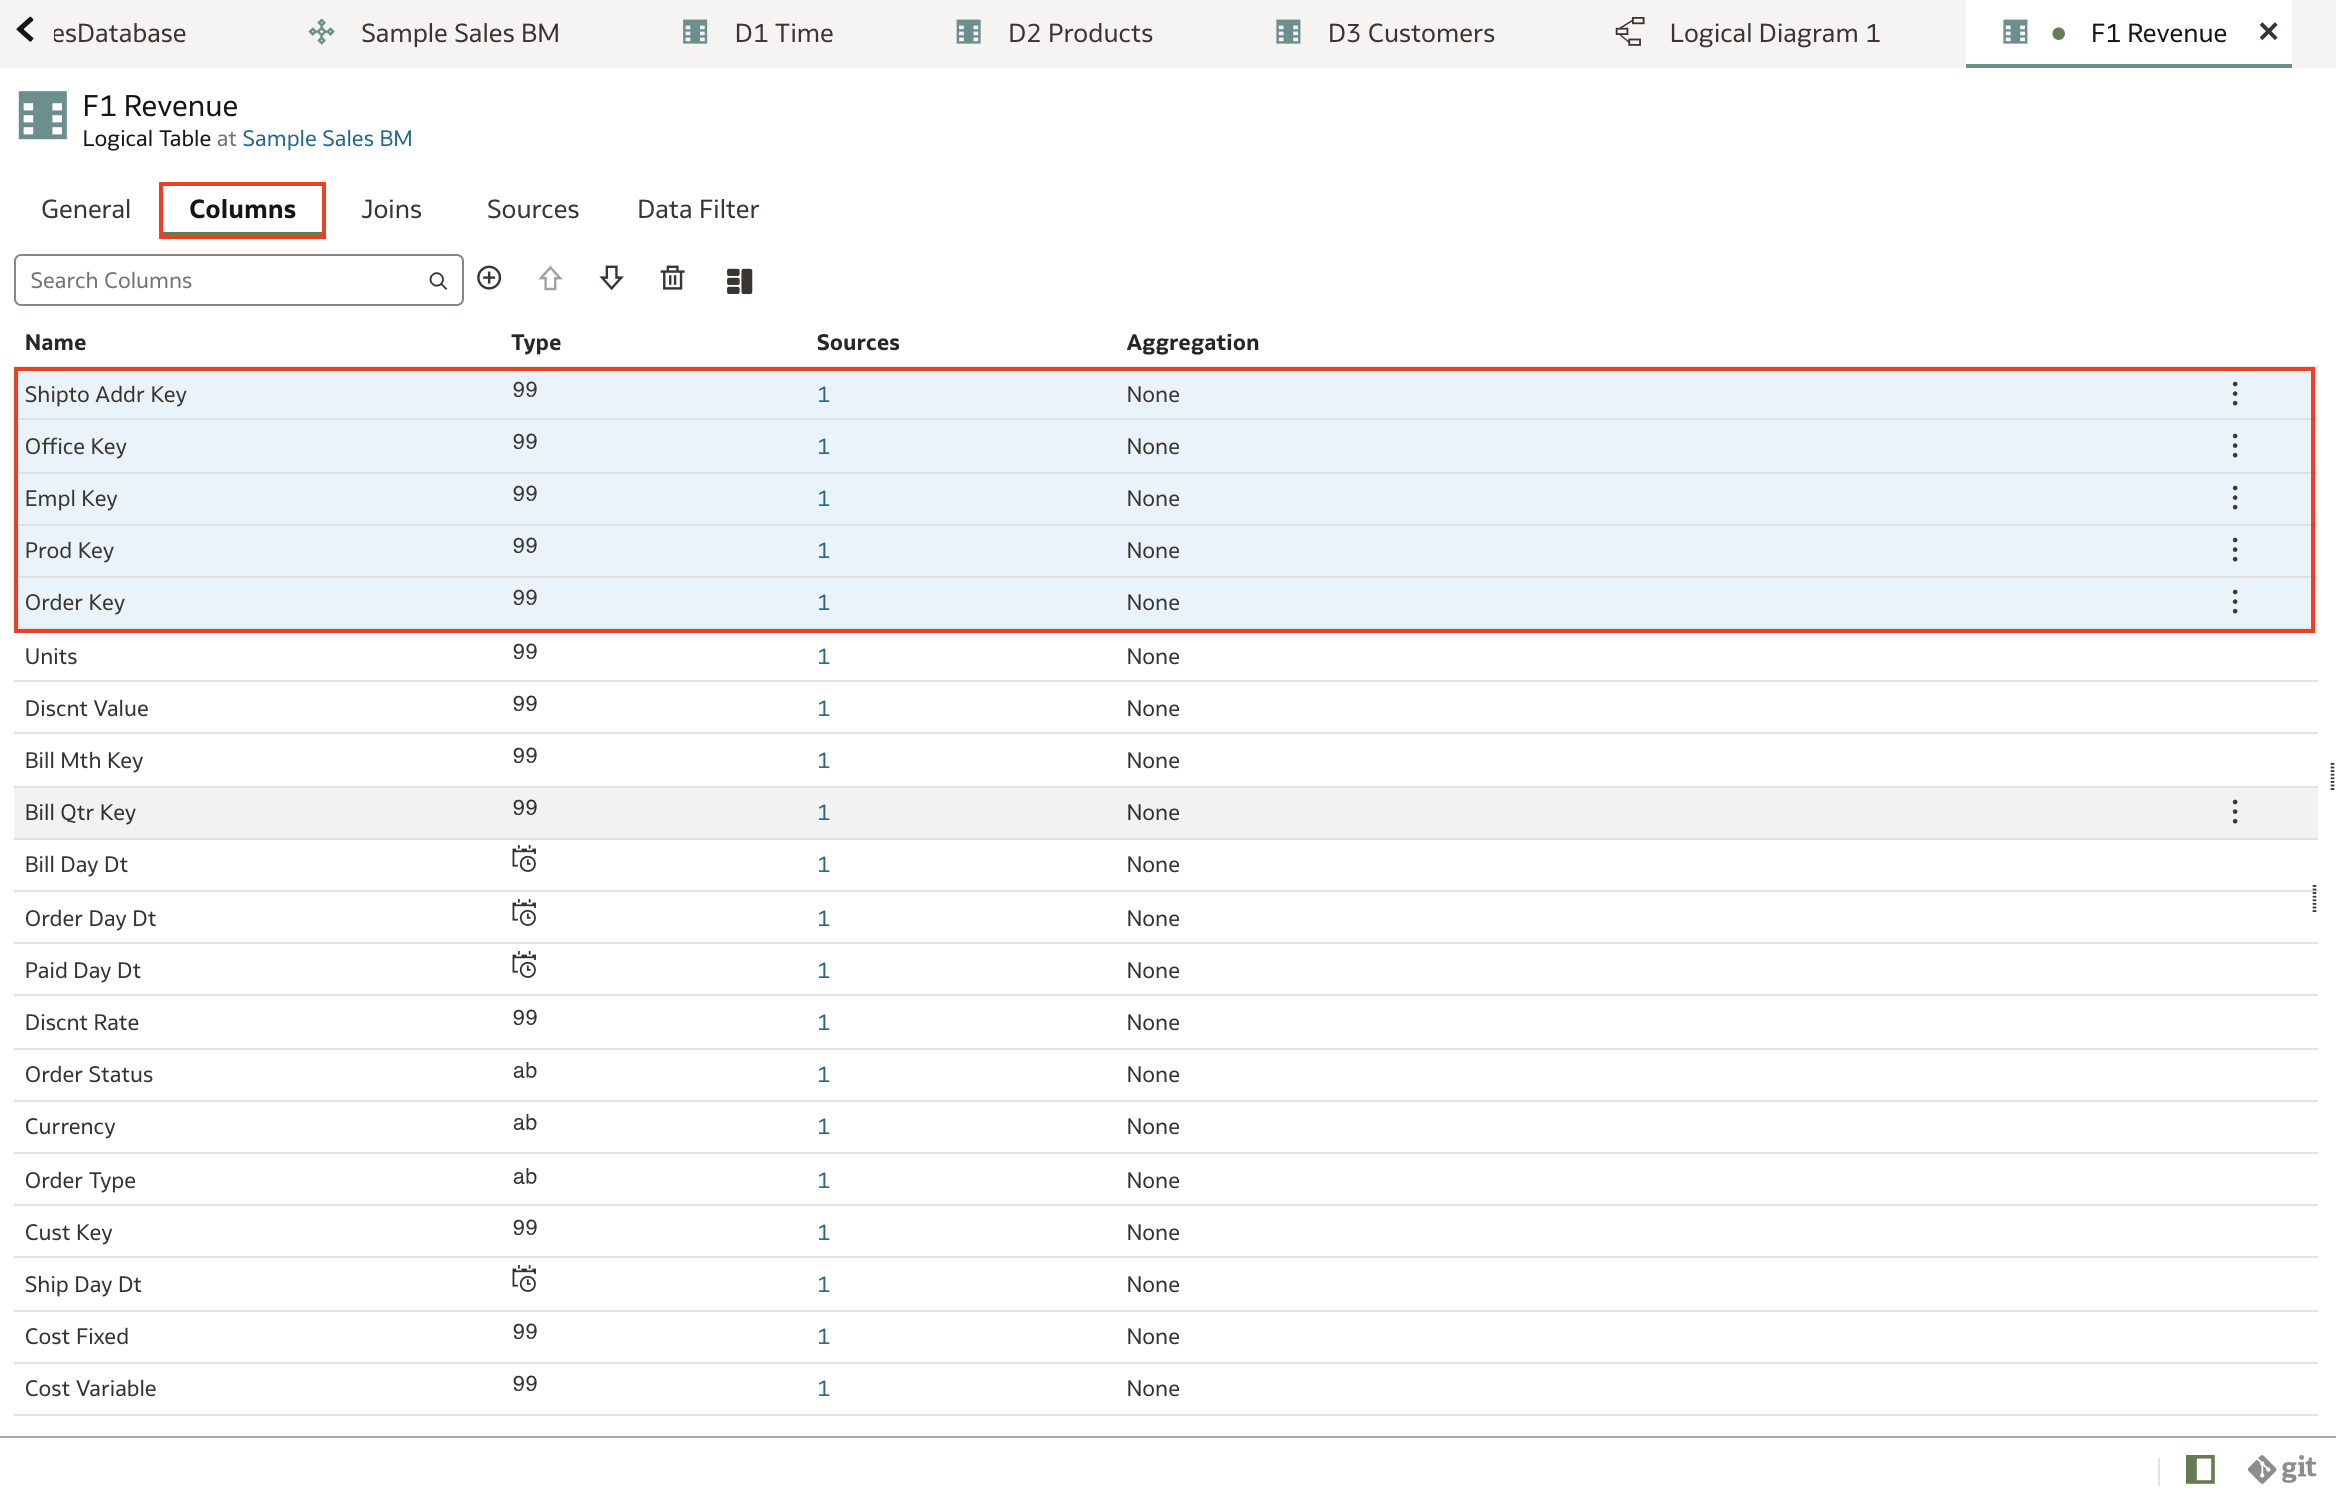 esDatabase Sample Sales BM D1 Time D2 Products D3 Customers Logical Diagram 1 F1 Revenue
F1 Revenue
Logical Table at Sample Sales BM
General Columns Joins Sources Data Filter
Search Columns
Name Type Sources Aggregation
Shipto Addr Key 99 1 None
Office Key 99 1 None
Empl Key 99 1 None
Prod Key 99 1 None
Order Key 99 1 None
Units 99 1 None
Discnt Value 99 1 None
Bill Mth Key 99 1 None
Bill Qtr Key 99 1 None
Bill Day Dt 1 None
Order Day Dt 1 None
Paid Day Dt 1 None
Discnt Rate 99 1 None
Order Status ab 1 None
Currency ab 1 None
Order Type ab 1 None
Cust Key 99 1 None
Ship Day Dt 1 None
Cost Fixed 99 1 None
Cost Variable 99 1 None
git